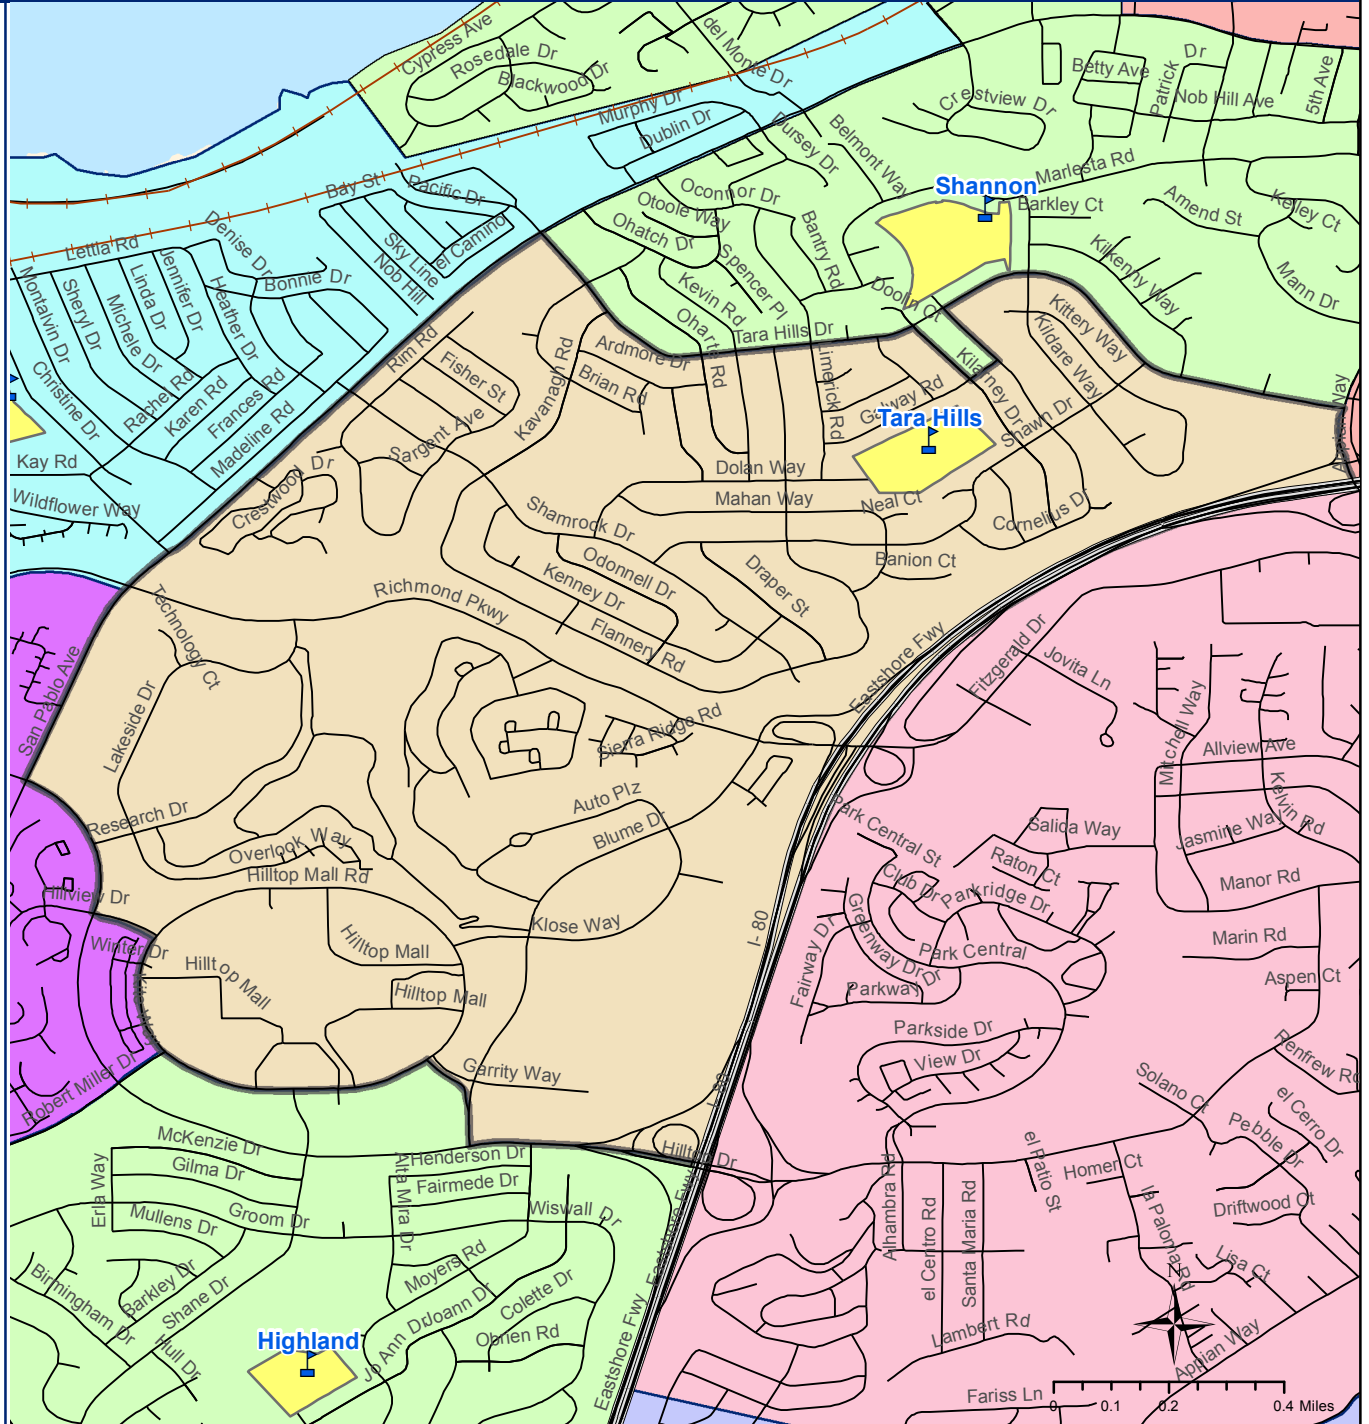 Cypress Ave
Rosedale Dr
Blackwood Dr
del Monte Dr
Murphy Dr
Dublin Dr
Dursey Dr
Belmont Way
Crestview Dr
Betty Ave
Patrick Dr
Nob Hill Ave
5th Ave
Marlesta Rd
Shannon
Barkley Ct
Amend St
Kelley Ct
Kilkenny Way
Mann Dr
Bay St
Pacific Dr
el Camino
Sky Line
Nob Hill
Oconnor Dr
Otoole Way
Ohatch Dr
Spencer Pl
Bantry Rd
Kevin Rd
Oharte Rd
Doolin Ct
Tara Hills Dr
Lettia Rd
Denise Dr
Bonnie Dr
Jennifer Dr
Linda Dr
Heather Dr
Michele Dr
Sheryl Dr
Montalvin Dr
Christine Dr
Rachel Rd
Karen Rd
Frances Rd
Madeline Rd
Kay Rd
Wildflower Way
Rim Rd
Fisher St
Sargent Ave
Kavanagh Rd
Ardmore Dr
Brian Rd
Limerick Rd
Galway Rd
Kilarney Dr
Kittery Way
Kildare Way
Shawn Dr
Tara Hills
Crestwood Dr
Dolan Way
Mahan Way
Neal Ct
Cornelius Dr
Banion Ct
Shamrock Dr
Odonnell Dr
Kenney Dr
Flannery Rd
Draper St
Richmond Pkwy
Technology Ct
Lakeside Dr
San Pablo Ave
Research Dr
Sierra Ridge Rd
Auto Plz
Blume Dr
Eastshore Fwy
Fitzgerald Dr
Jovita Ln
Mitchell Way
Allview Ave
Kelvin Rd
Jasmine Way
Salida Way
Raton Ct
Manor Rd
Park Central St
Club Dr
Parkridge Dr
Greenway Dr
Park Central Dr
Parkway
Fairway Dr
Marin Rd
Aspen Ct
Overlook Way
Hilltop Mall Rd
Klose Way
Hilltop Mall
Hilltop Mall
Hilltop Mall
Hillview Dr
Winter Dr
I- 80
I- 80
Parkside Dr
View Dr
Garrity Way
Hilltop Dr
Robert Miller Dr
Renfrew Rd
Solano Ct
el Cerro Dr
Pebble Dr
Driftwood Ct
Homer Ct
el Patio St
la Paloma Rd
Lisa Ct
McKenzie Dr
Gilma Dr
Erla Way
Mullens Dr
Groom Dr
Alta Mira Dr
Henderson Dr
Fairmede Dr
Wiswall Dr
Eastshore Fwy
Alhambra Rd
el Centro Rd
Santa Maria Rd
Birmingham Dr
Barkley Dr
Shane Dr
Hull Dr
Moyers Rd
Joann Dr
Jo Ann Dr
Colette Dr
Obrien Rd
Highland
Eastshore Fwy
Lambert Rd
Fariss Ln
Appian Way
N
0 0.1 0.2 0.4 Miles